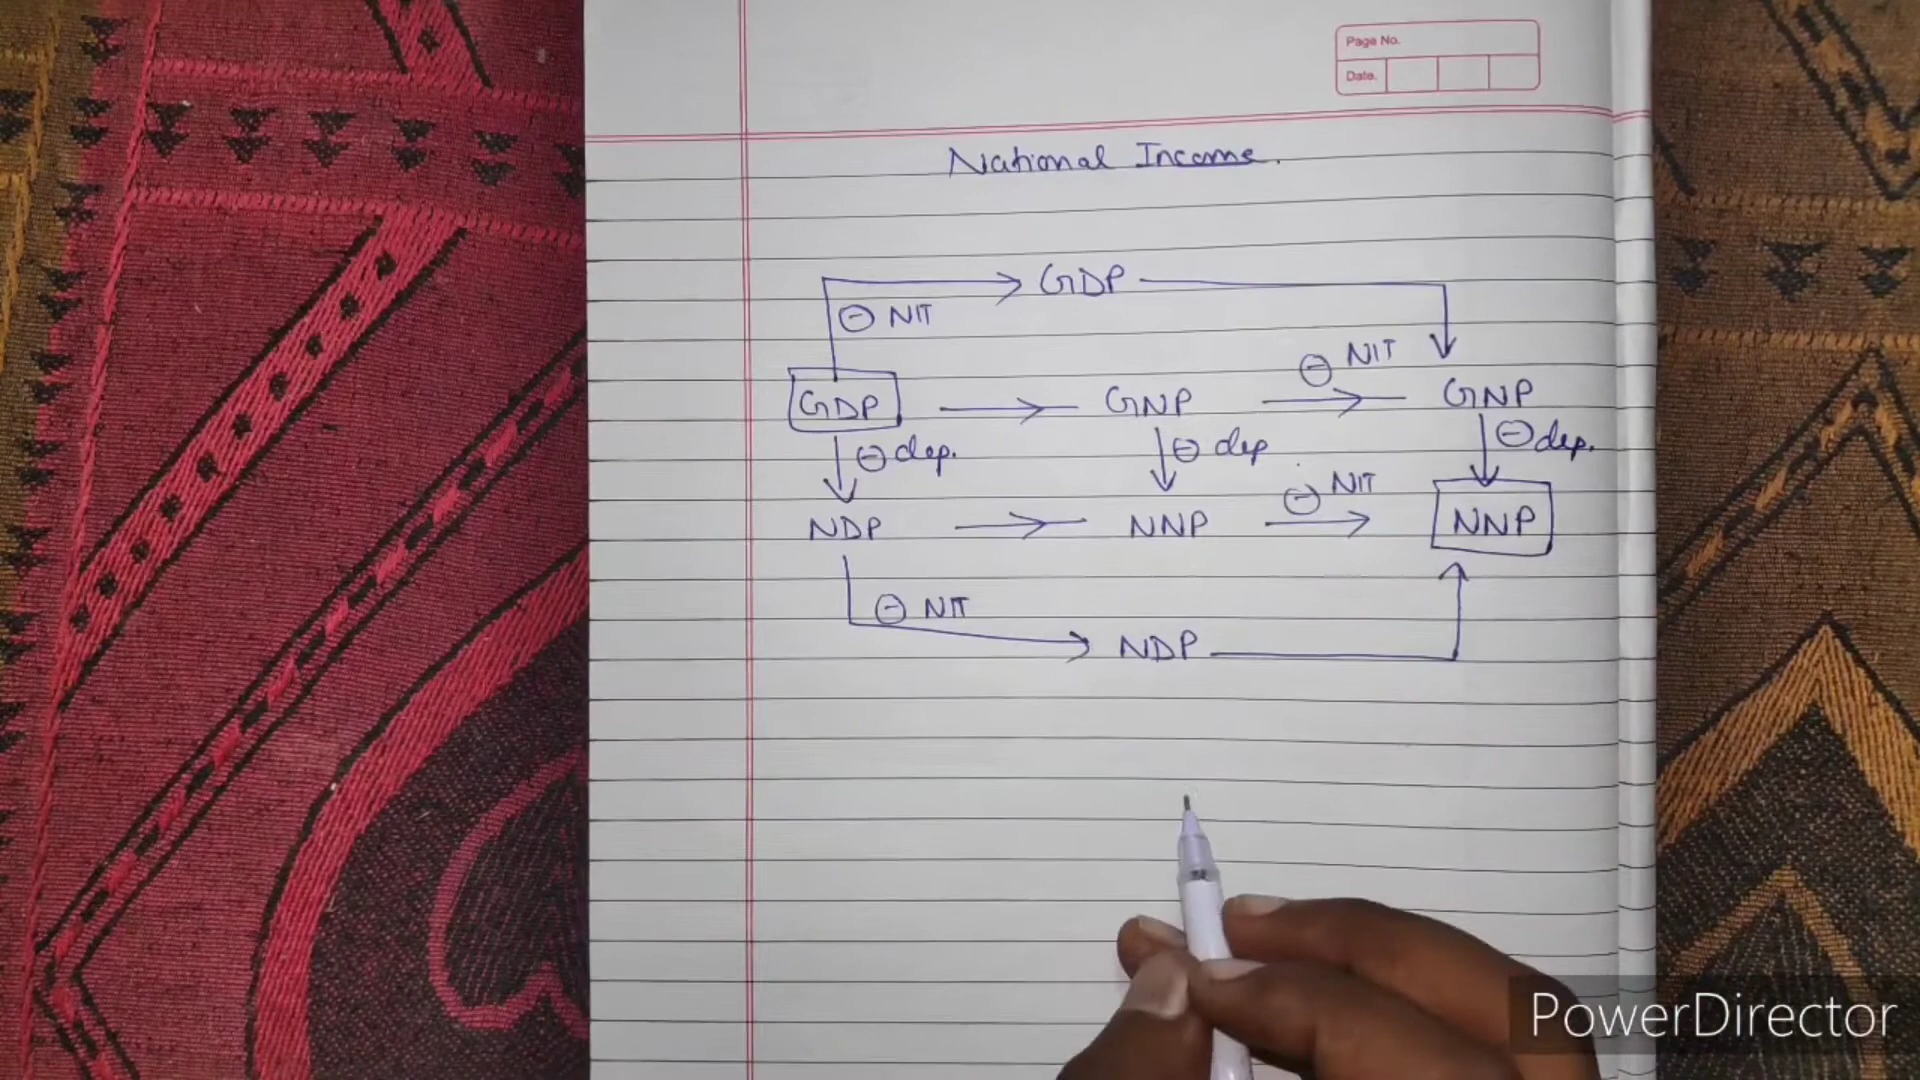 Page No.
Date.
National Income.
GDP
⊖ NIT
⊖ NIT
GDP GNP GNP
⊖ dep. ⊖ dep ⊖ dep.
⊖ NIT
NDP NNP NNP
⊖ NIT
NDP
PowerDirector